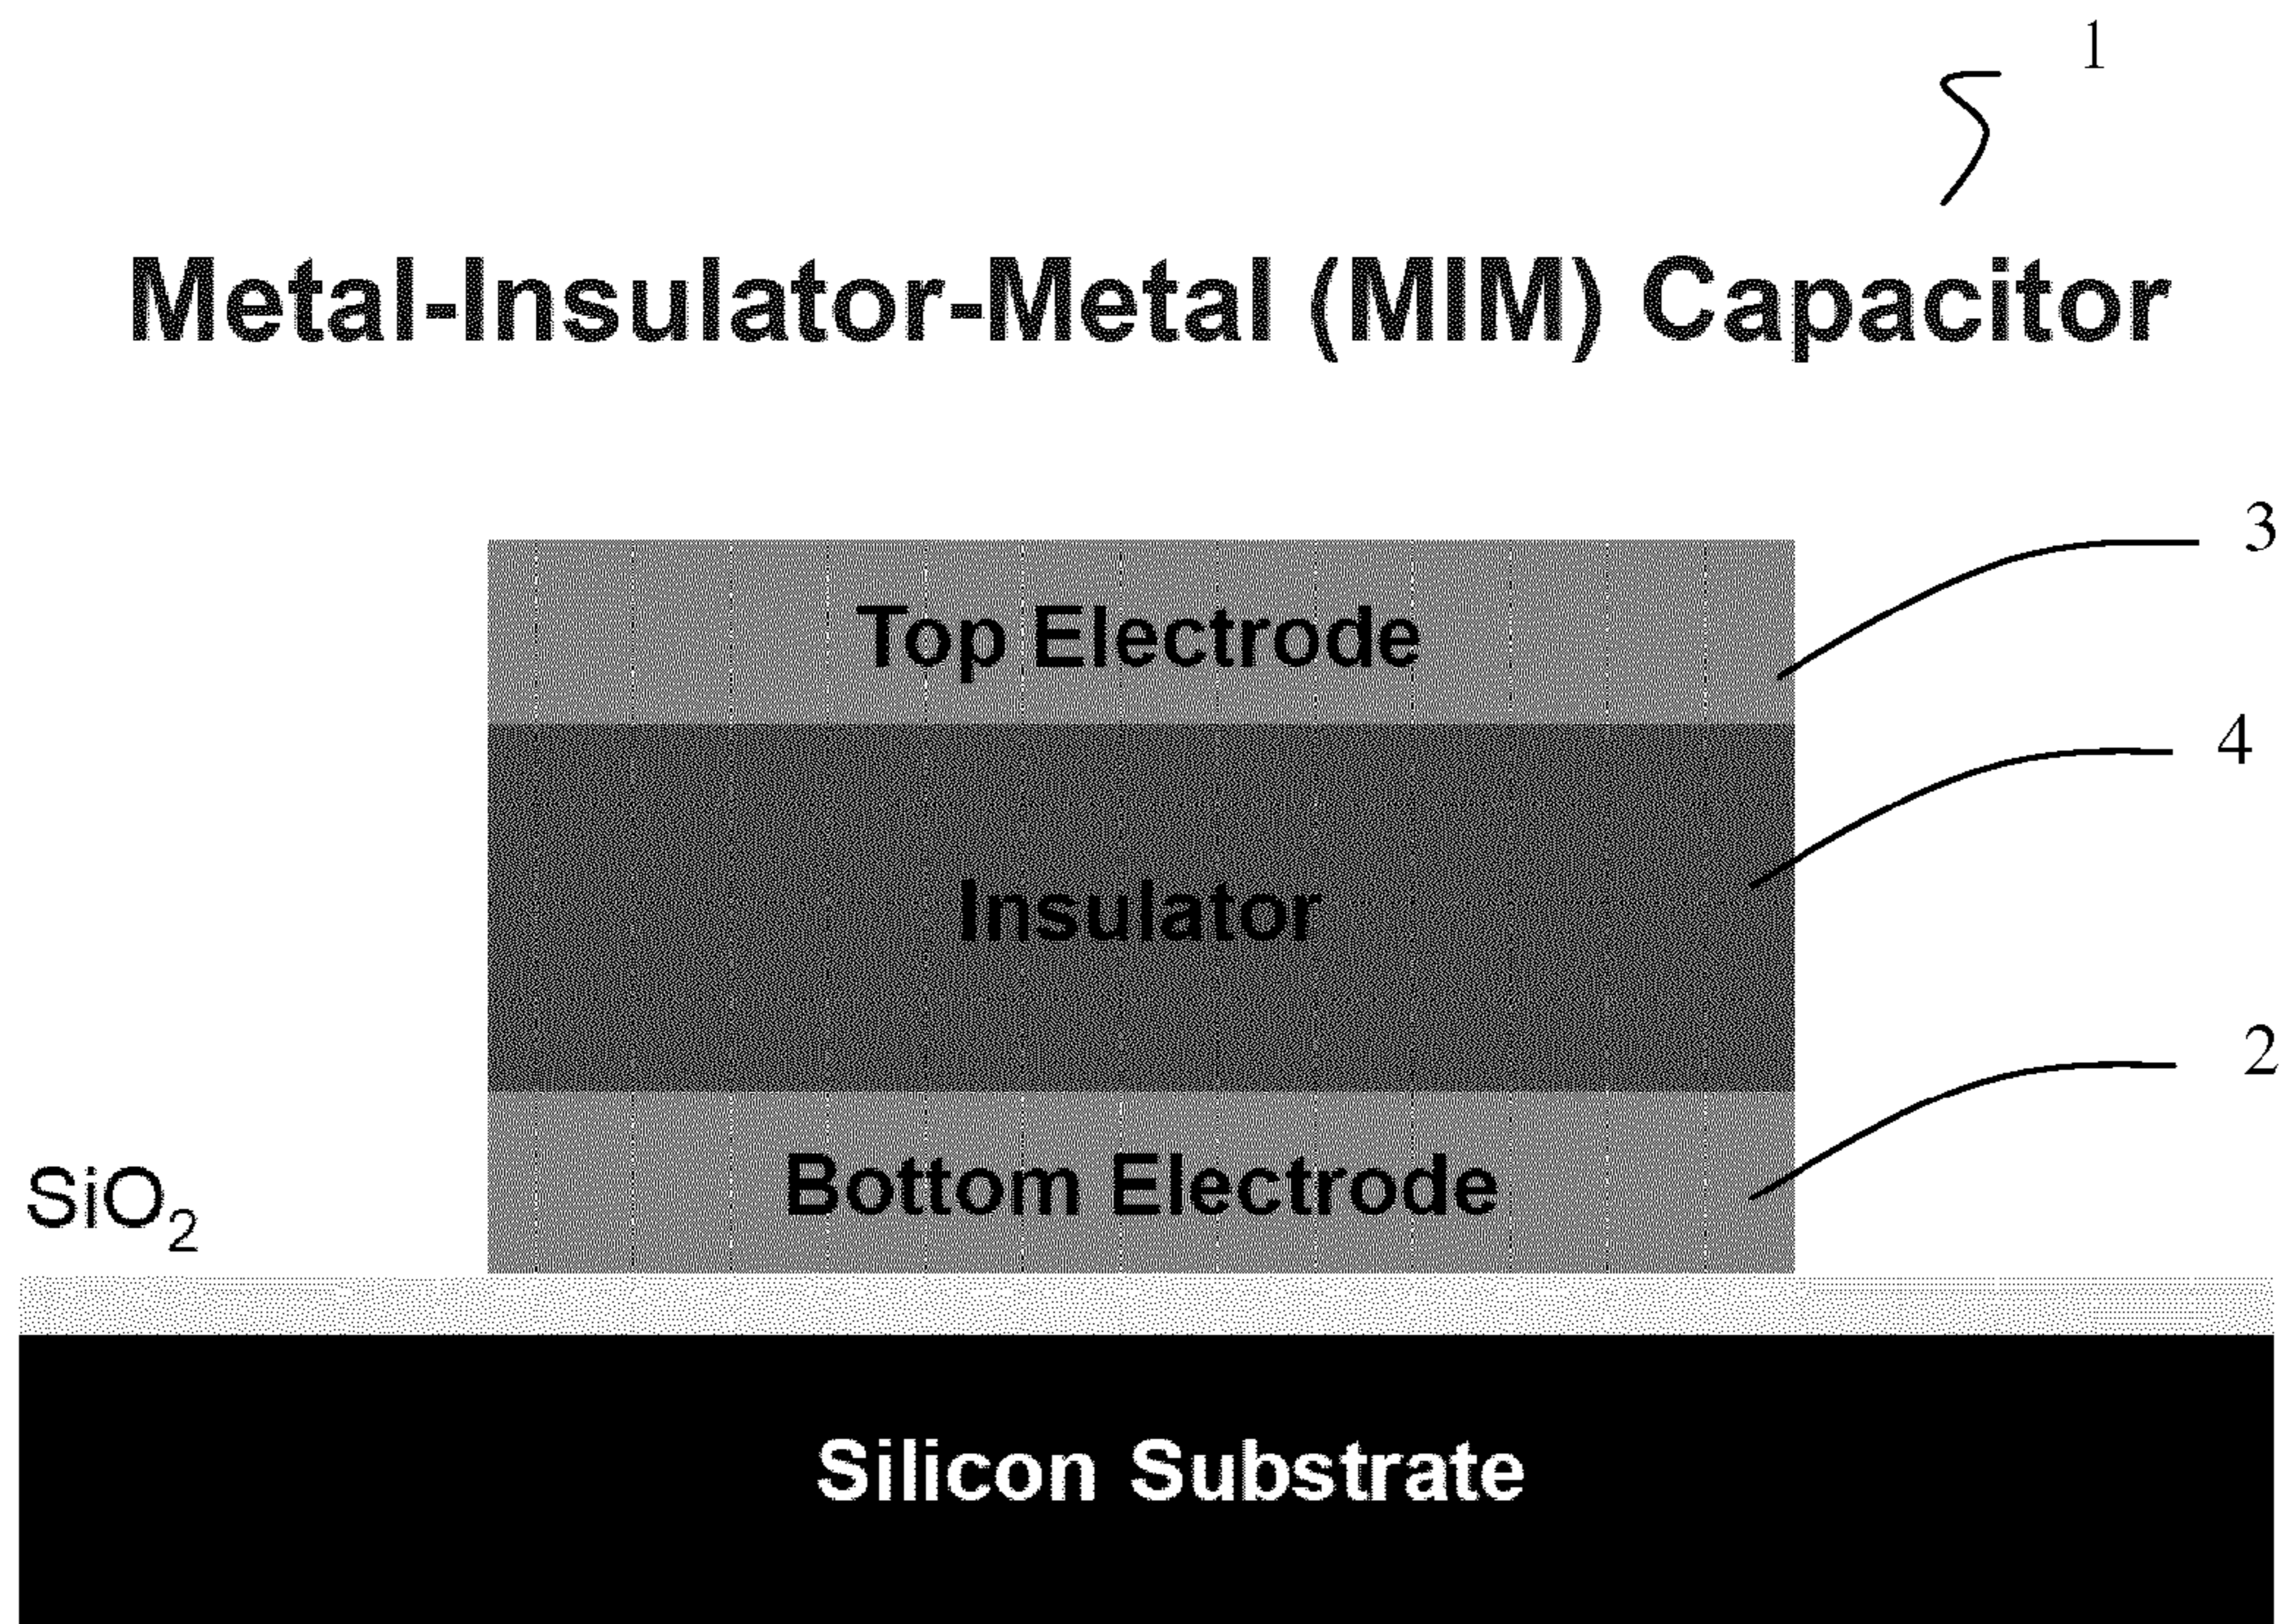 1
Metal-Insulator-Metal (MIM) Capacitor
3
Top Electrode
4
Insulator
2
Bottom Electrode
SiO₂
Silicon Substrate